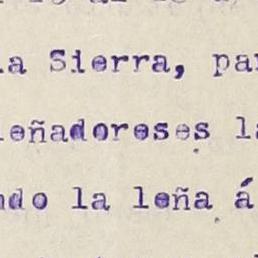 la Sierra, par
leñadoreses la
ndo la leña á